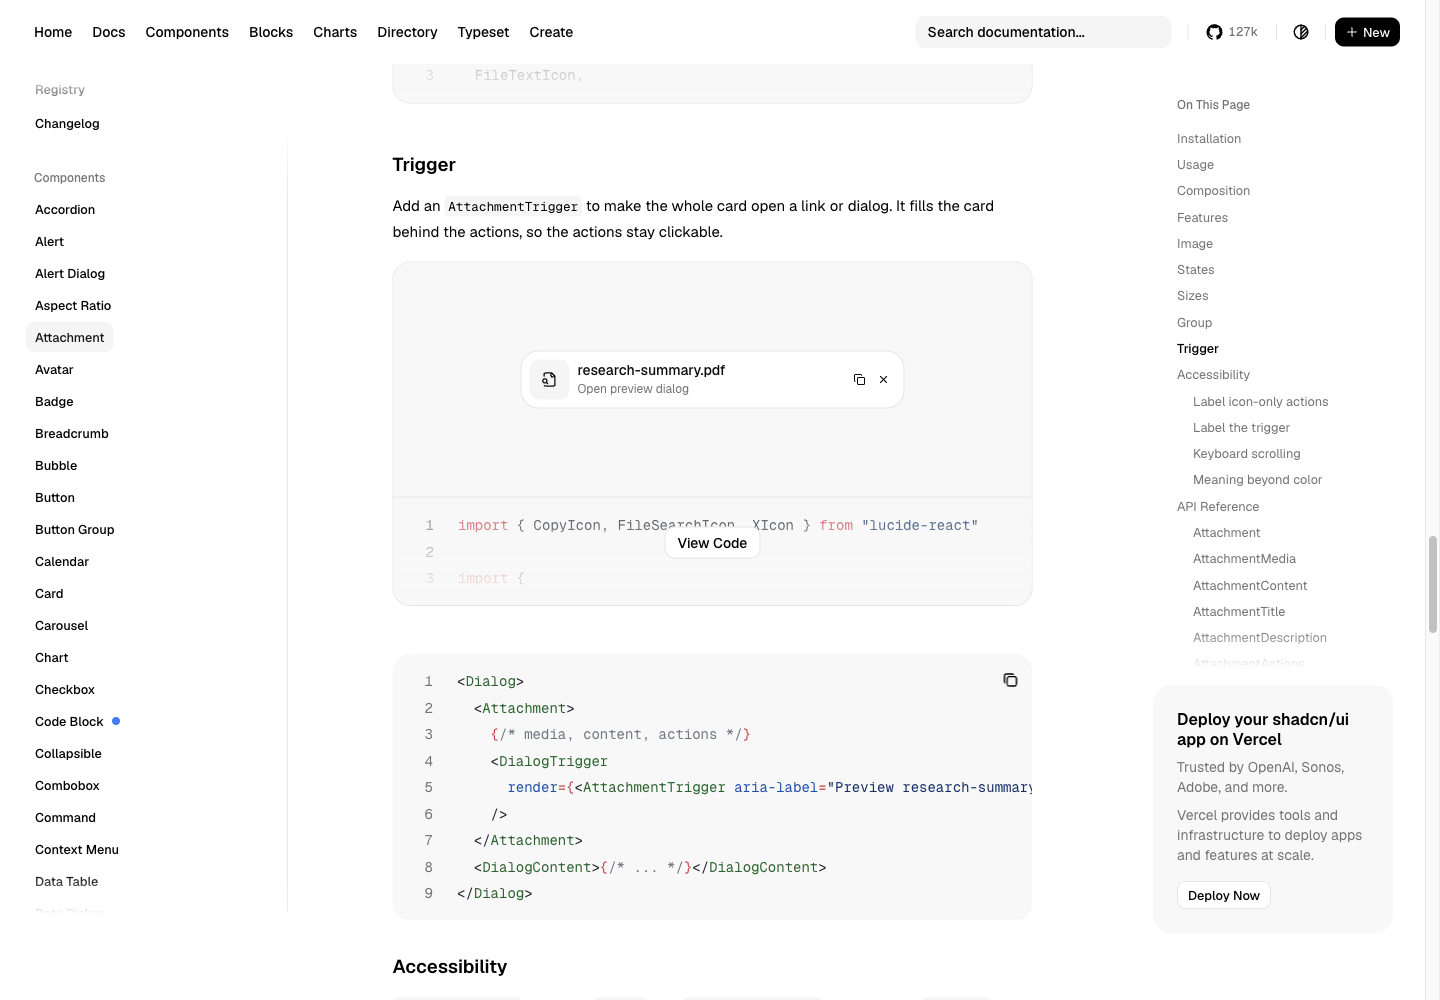 Home Docs Components Blocks Charts Directory Typeset Create
Search documentation...
127k
New
Registry
Changelog
Components
Accordion
Alert
Alert Dialog
Aspect Ratio
Attachment
Avatar
Badge
Breadcrumb
Bubble
Button
Button Group
Calendar
Card
Carousel
Chart
Checkbox
Code Block
Collapsible
Combobox
Command
Context Menu
Data Table
3 FileTextIcon,
Trigger
Add an AttachmentTrigger to make the whole card open a link or dialog. It fills the card
behind the actions, so the actions stay clickable.
research-summary.pdf
Open preview dialog
1 import { CopyIcon, FileSearchIcon, XIcon } from "lucide-react"
2
View Code
3 import {
1 <Dialog>
2 <Attachment>
3 {/* media, content, actions */}
4 <DialogTrigger
5 render={<AttachmentTrigger aria-label="Preview research-summary
6 />
7 </Attachment>
8 <DialogContent>{/* ... */}</DialogContent>
9 </Dialog>
Accessibility
On This Page
Installation
Usage
Composition
Features
Image
States
Sizes
Group
Trigger
Accessibility
Label icon-only actions
Label the trigger
Keyboard scrolling
Meaning beyond color
API Reference
Attachment
AttachmentMedia
AttachmentContent
AttachmentTitle
AttachmentDescription
AttachmentActions
Deploy your shadcn/ui
app on Vercel
Trusted by OpenAI, Sonos,
Adobe, and more.
Vercel provides tools and
infrastructure to deploy apps
and features at scale.
Deploy Now